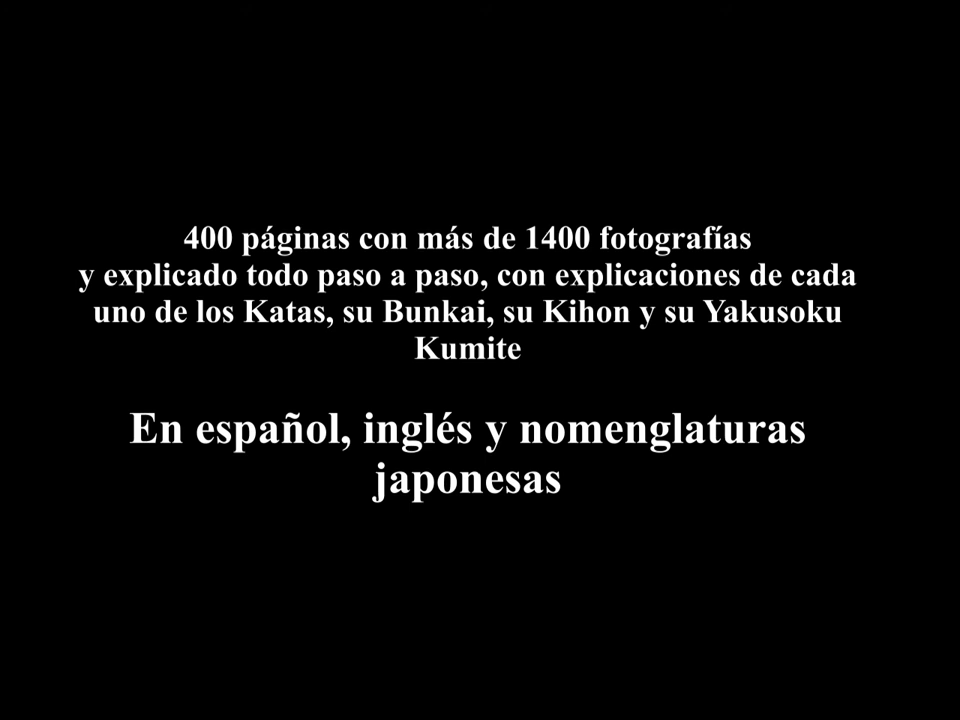 400 páginas con más de 1400 fotografías
y explicado todo paso a paso, con explicaciones de cada
uno de los Katas, su Bunkai, su Kihon y su Yakusoku
Kumite
En español, inglés y nomenglaturas
japonesas